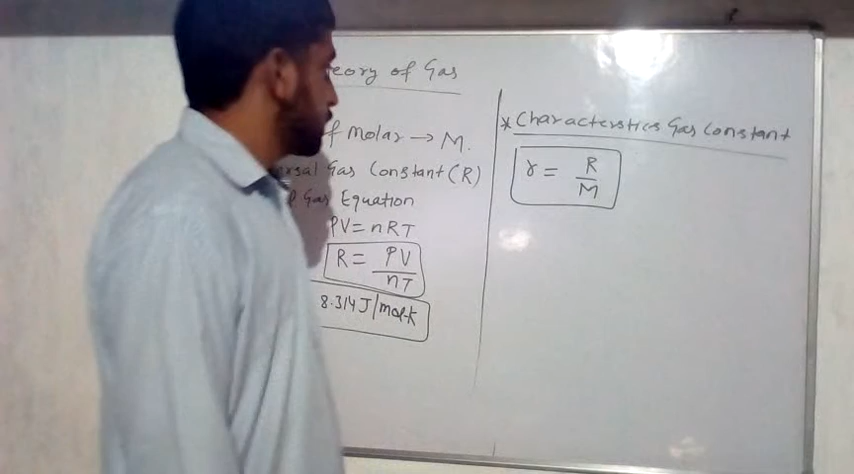 eory of Gas
f Molar → M.
rsal Gas Constant (R)
Gas Equation
PV = nRT
R = PV/nT
8.314 J/mol-k
* Characterstics Gas Constant
r = R/M